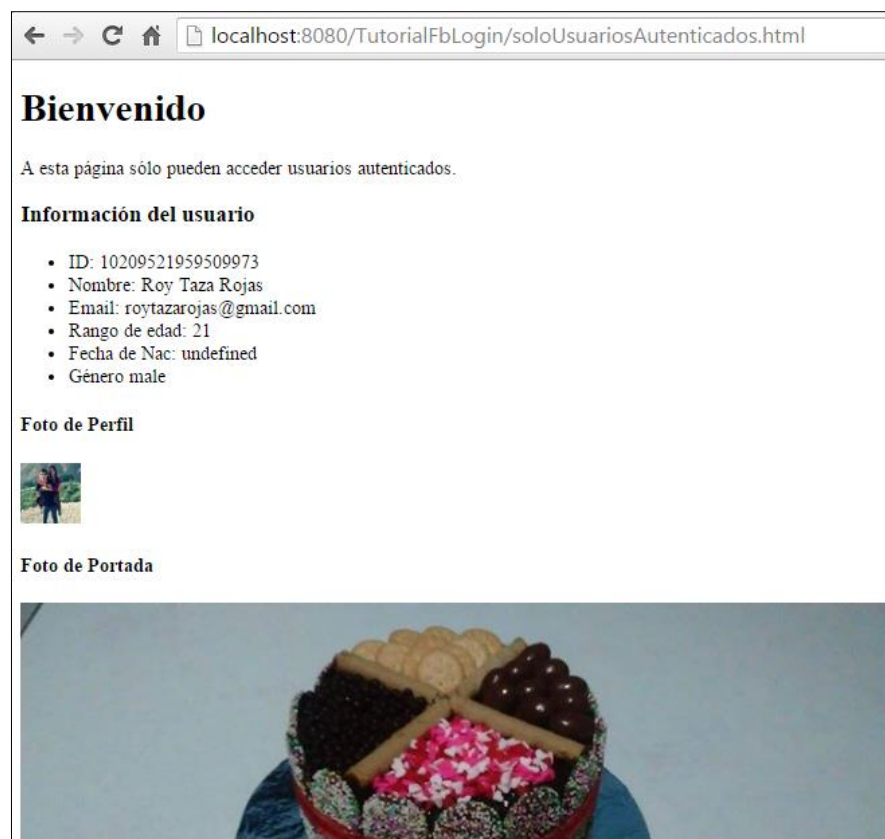 localhost:8080/TutorialFbLogin/soloUsuariosAutenticados.html
Bienvenido
A esta página sólo pueden acceder usuarios autenticados.
Información del usuario
ID: 10209521959509973
Nombre: Roy Taza Rojas
Email: roytazarojas@gmail.com
Rango de edad: 21
Fecha de Nac: undefined
Género male
Foto de Perfil
Foto de Portada